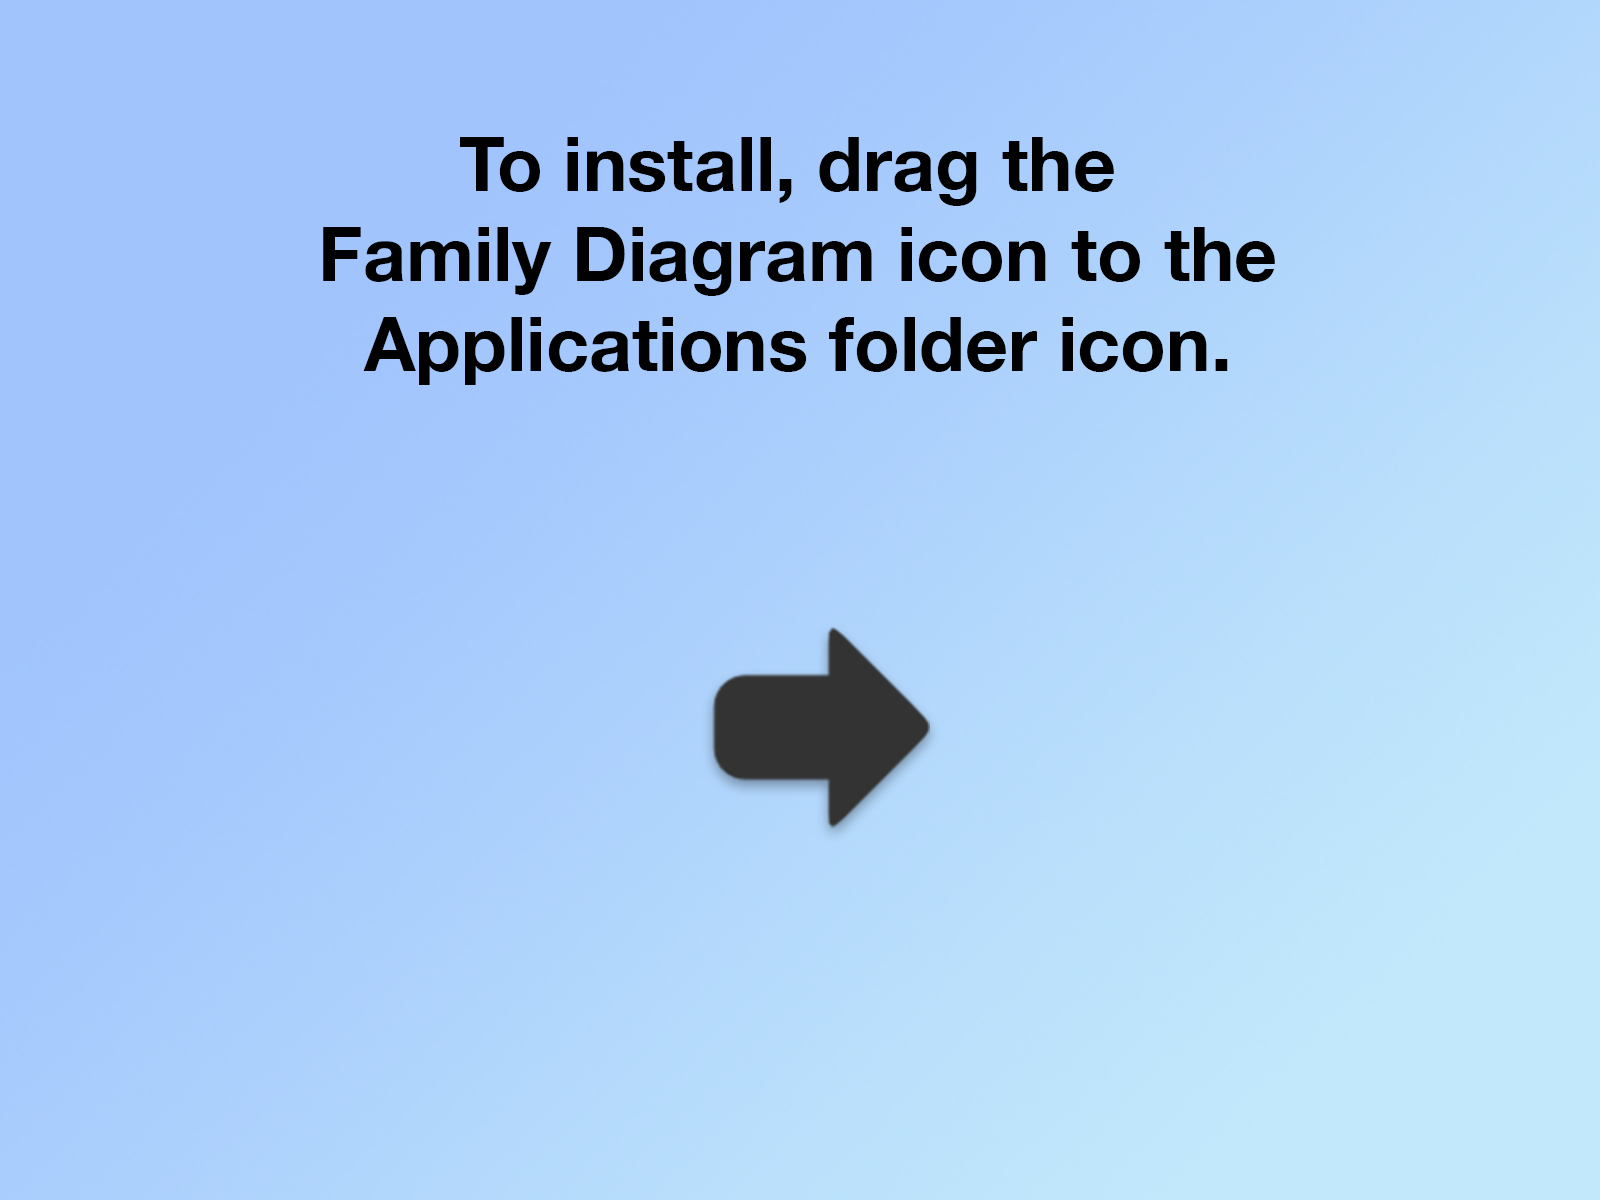 To install, drag the
Family Diagram icon to the
Applications folder icon.